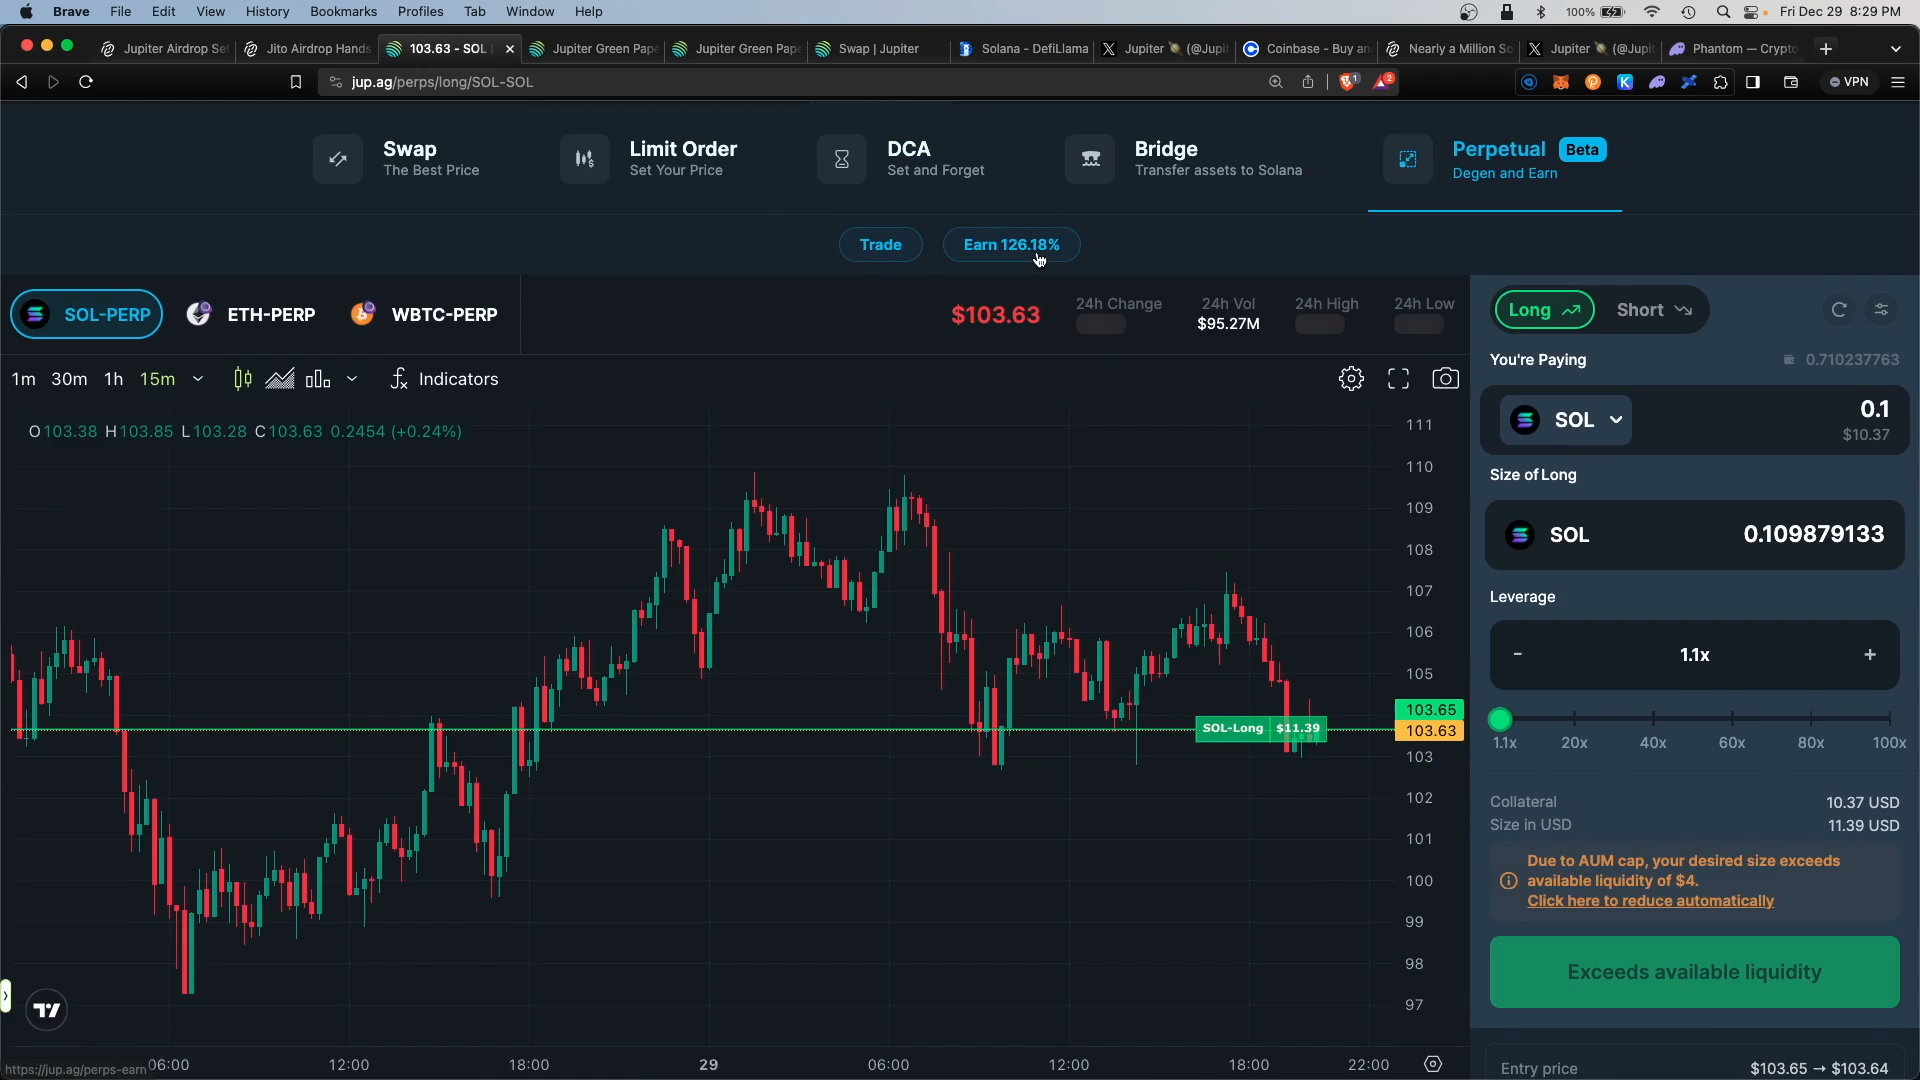 Brave File Edit View History Bookmarks Profiles Tab Window Help 100% Fri Dec 29 8:29 PM
Jupiter Airdrop Set Jito Airdrop Hands 103.63 - SOL Jupiter Green Pape Jupiter Green Pape Swap | Jupiter Solana - DefiLlama Jupiter (@Jupit Coinbase - Buy an Nearly a Million So Jupiter (@Jupit Phantom — Crypto
jup.ag/perps/long/SOL-SOL 1 2 VPN
Swap
The Best Price
Limit Order
Set Your Price
DCA
Set and Forget
Bridge
Transfer assets to Solana
Perpetual Beta
Degen and Earn
Trade Earn 126.18%
SOL-PERP ETH-PERP WBTC-PERP
$103.63
24h Change
24h Vol
$95.27M
24h High
24h Low
1m 30m 1h 15m Indicators
O103.38 H103.85 L103.28 C103.63 0.2454 (+0.24%)
111
110
109
108
107
106
105
103.65
103.63
103
102
101
100
99
98
97
SOL-Long $11.39
06:00 12:00 18:00 29 06:00 12:00 18:00 22:00
https://jup.ag/perps-earn
Long Short
You're Paying 0.710237763
SOL 0.1
$10.37
Size of Long
SOL 0.109879133
Leverage
- 1.1x +
1.1x 20x 40x 60x 80x 100x
Collateral 10.37 USD
Size in USD 11.39 USD
Due to AUM cap, your desired size exceeds
available liquidity of $4.
Click here to reduce automatically
Exceeds available liquidity
Entry price $103.65 → $103.64